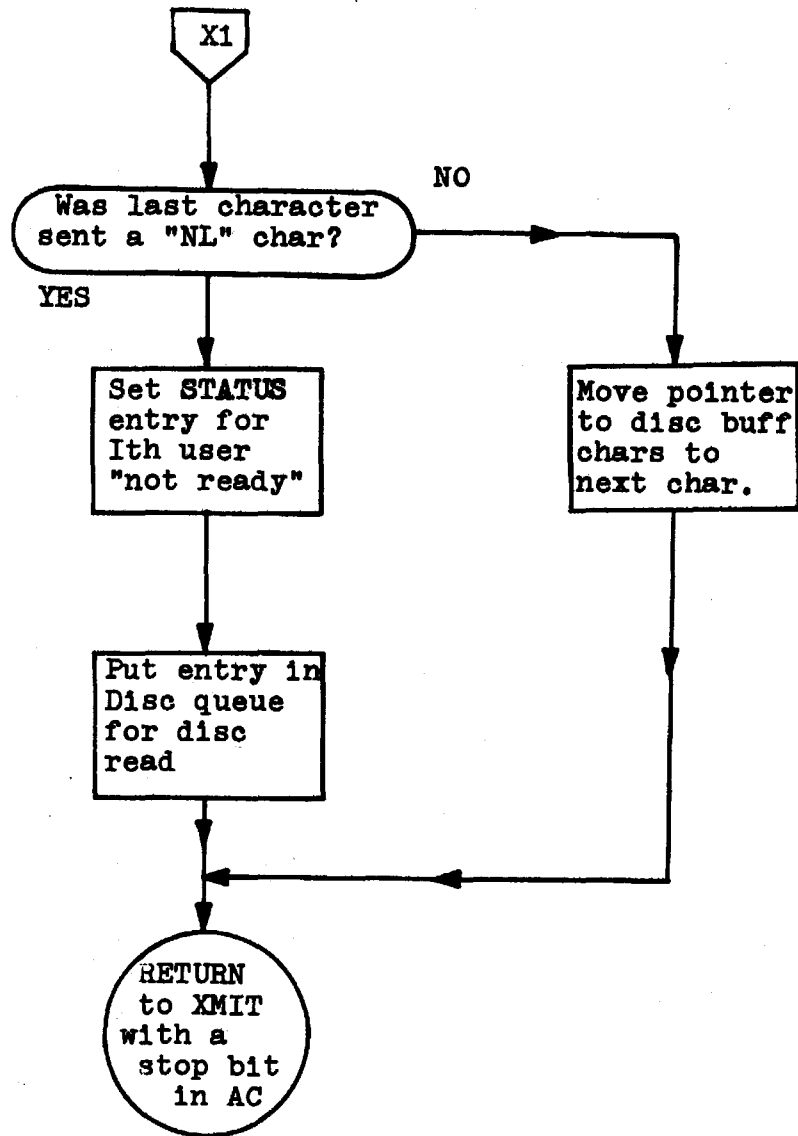 X1
NO
Was last character
sent a "NL" char?
YES
Set STATUS
entry for
Ith user
"not ready"
Move pointer
to disc buff
chars to
next char.
Put entry in
Disc queue
for disc
read
RETURN
to XMIT
with a
stop bit
in AC